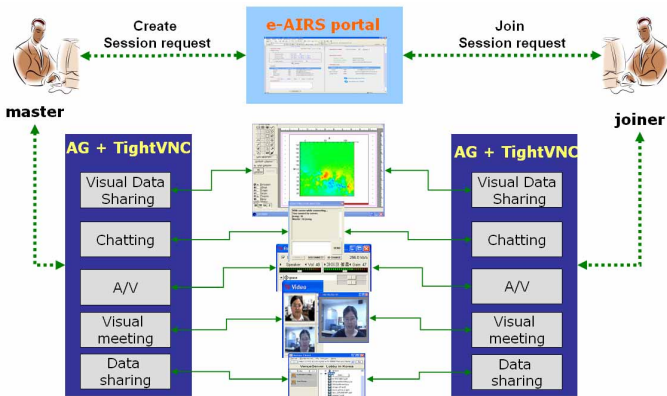 Create
Session request
e-AIRS portal
Join
Session request
master
joiner
AG + TightVNC
Visual Data
Sharing
Chatting
A/V
Visual
meeting
Data
sharing
Video
AG + TightVNC
Visual Data
Sharing
Chatting
A/V
Visual
meeting
Data
sharing